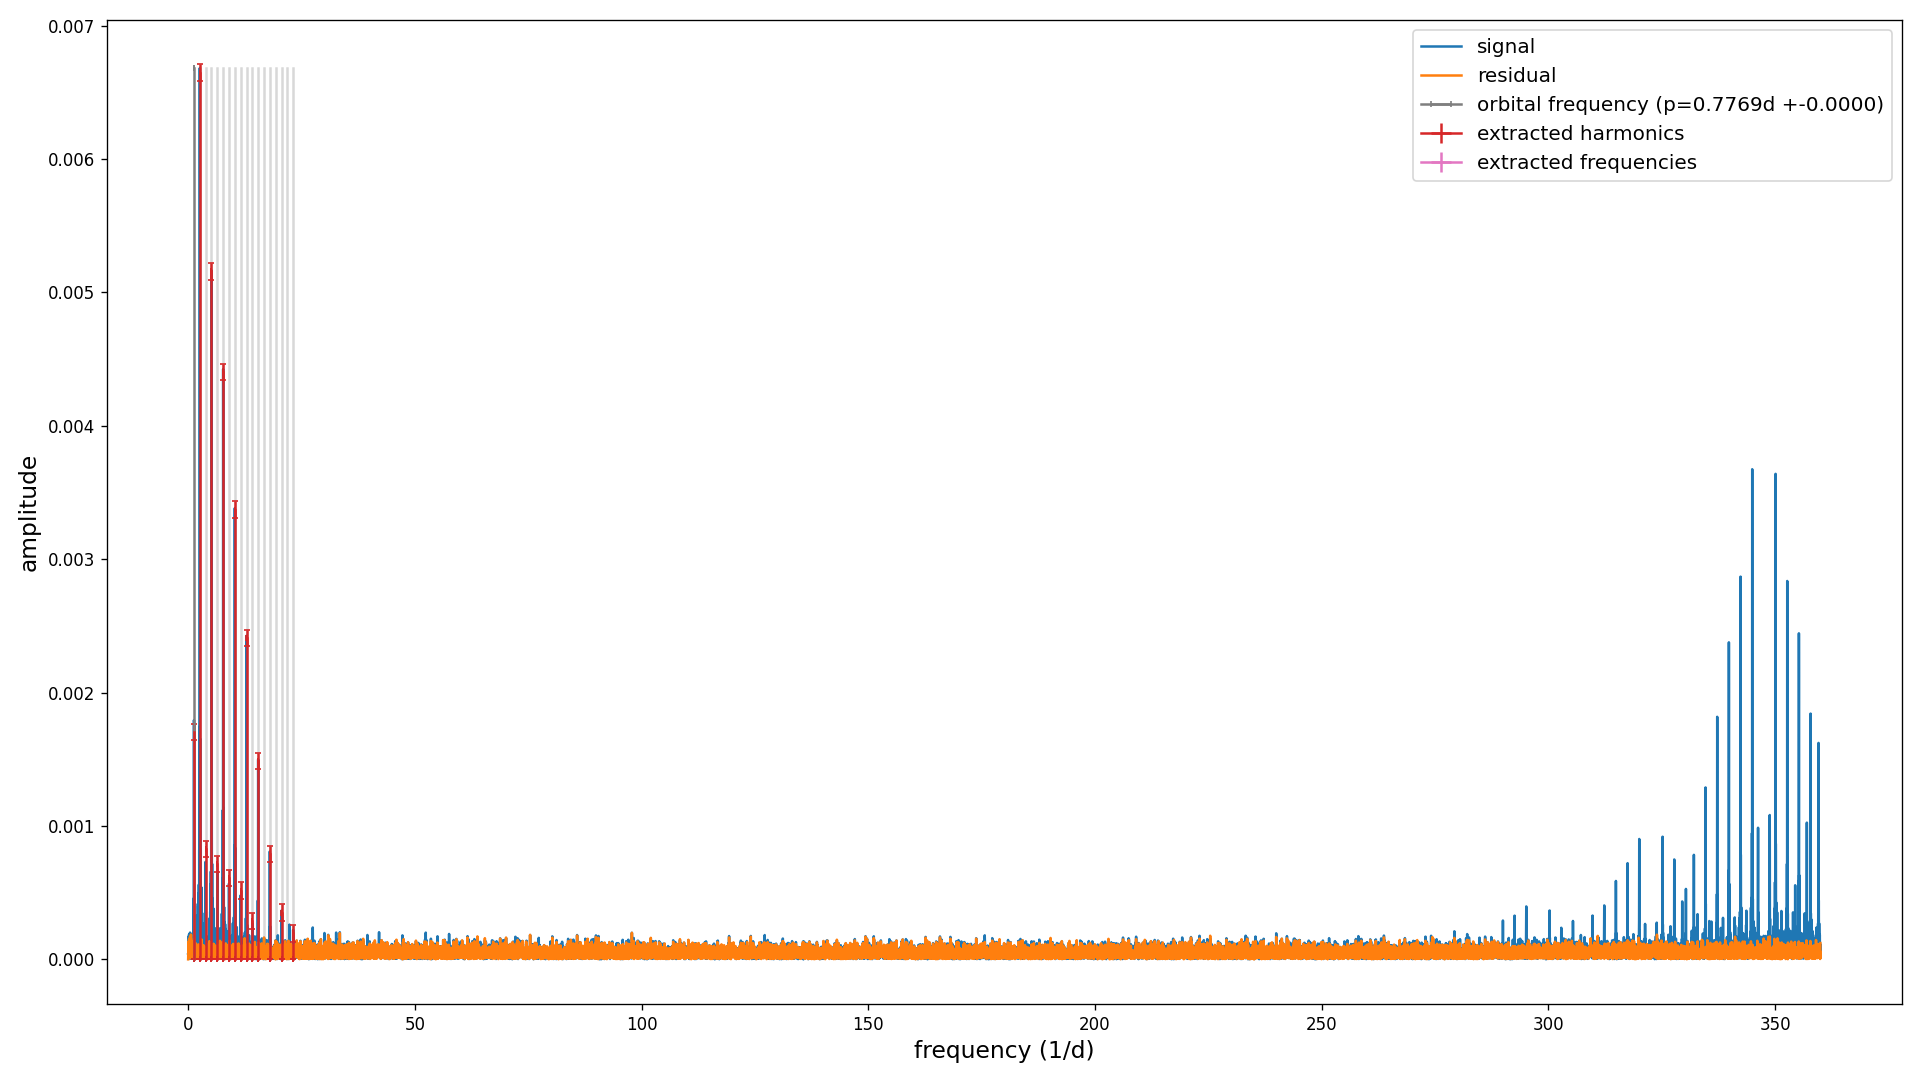 0.007
0.006
0.005
0.004
0.003
0.002
0.001
0.000
amplitude
signal
residual
orbital frequency (p=0.7769d +-0.0000)
extracted harmonics
extracted frequencies
0 50 100 150 200 250 300 350
frequency (1/d)